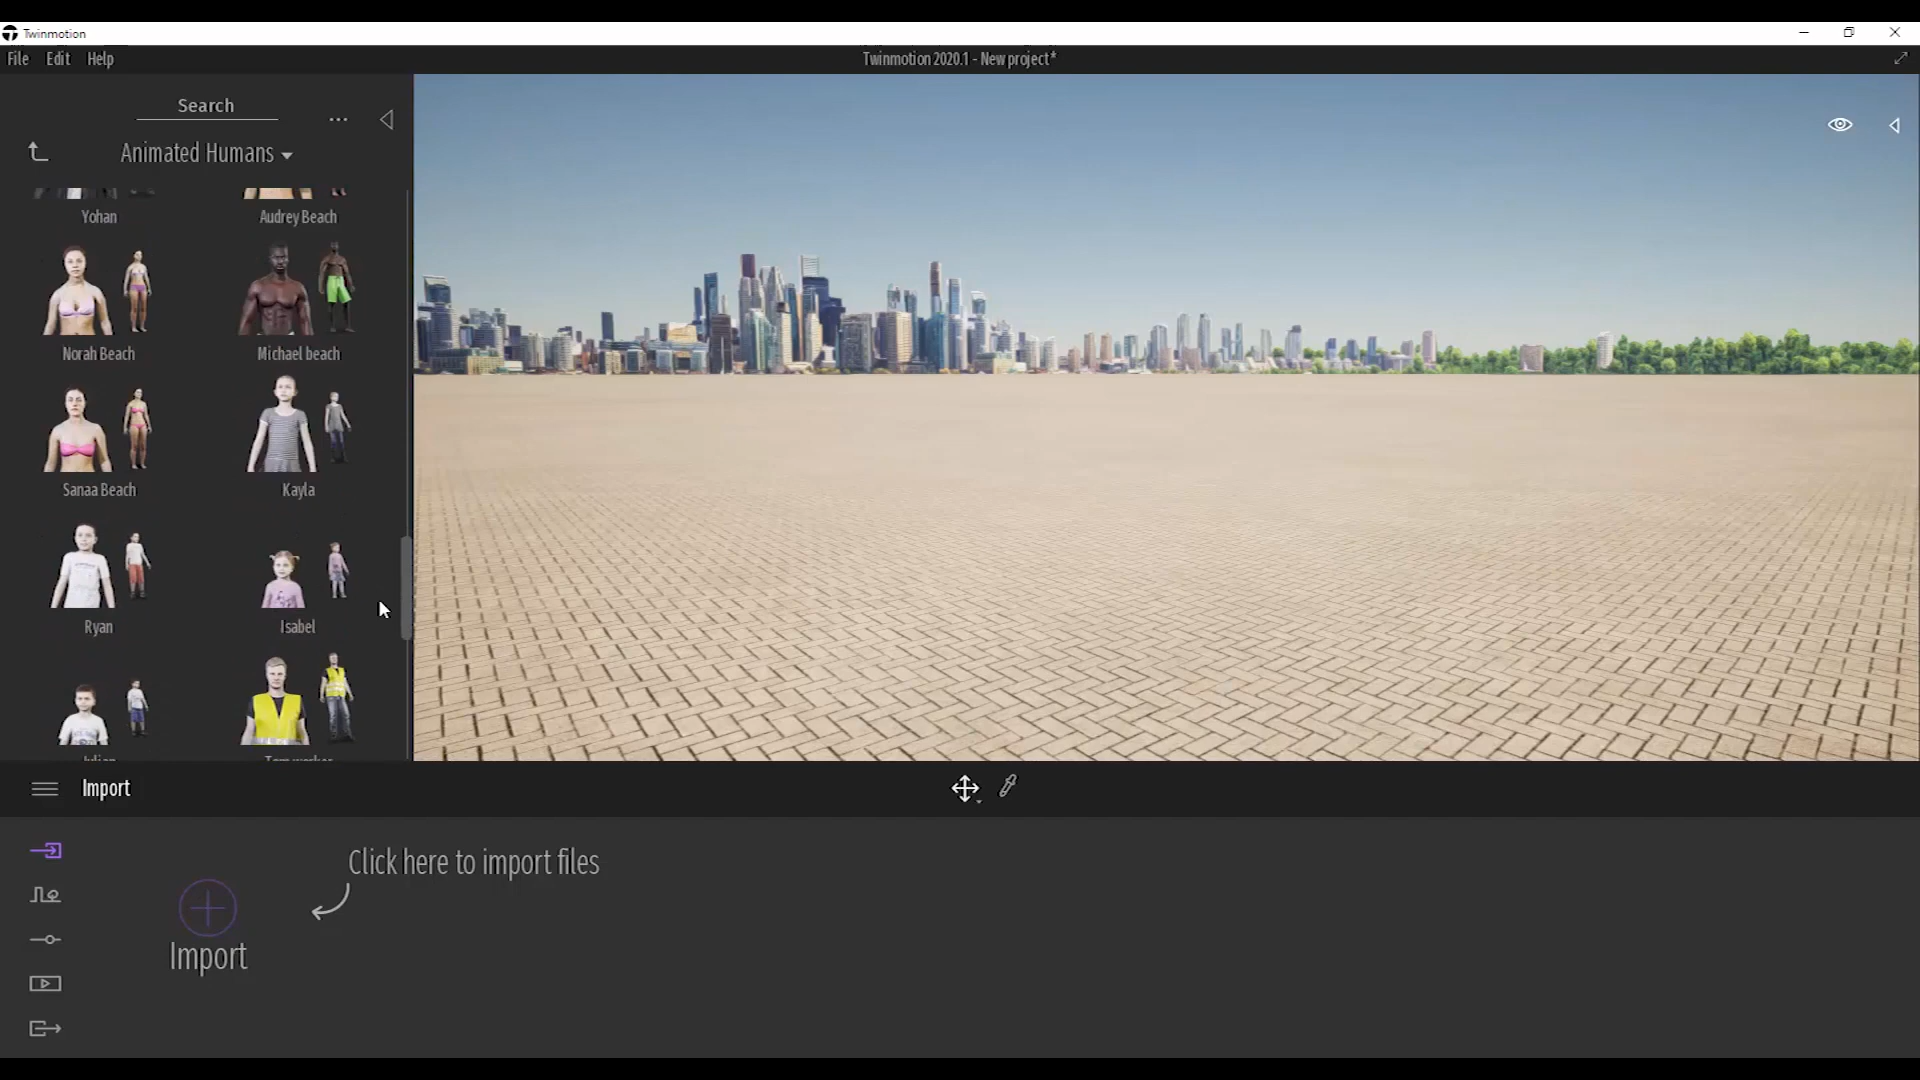 Twinmotion
File Edit Help
Twinmotion 2020.1 - New project*
Search
...
Animated Humans
Yohan
Audrey Beach
Norah Beach
Michael beach
Sanaa Beach
Kayla
Ryan
Isabel
Import
Click here to import files
Import